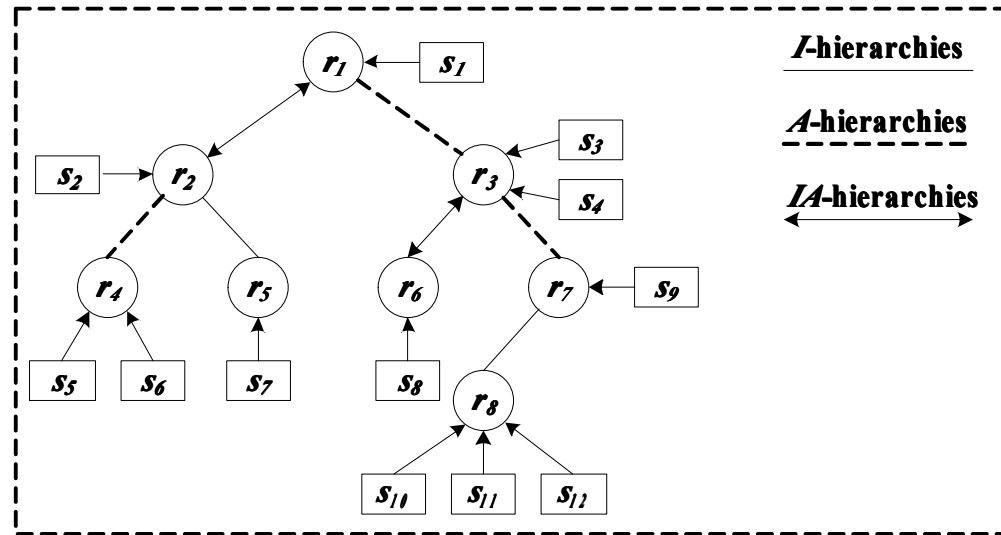 r1
s1
I-hierarchies
A-hierarchies
s3
s2
r2
r3
s4
IA-hierarchies
r4
r5
r6
r7
s9
s5
s6
s7
s8
r8
s10
s11
s12